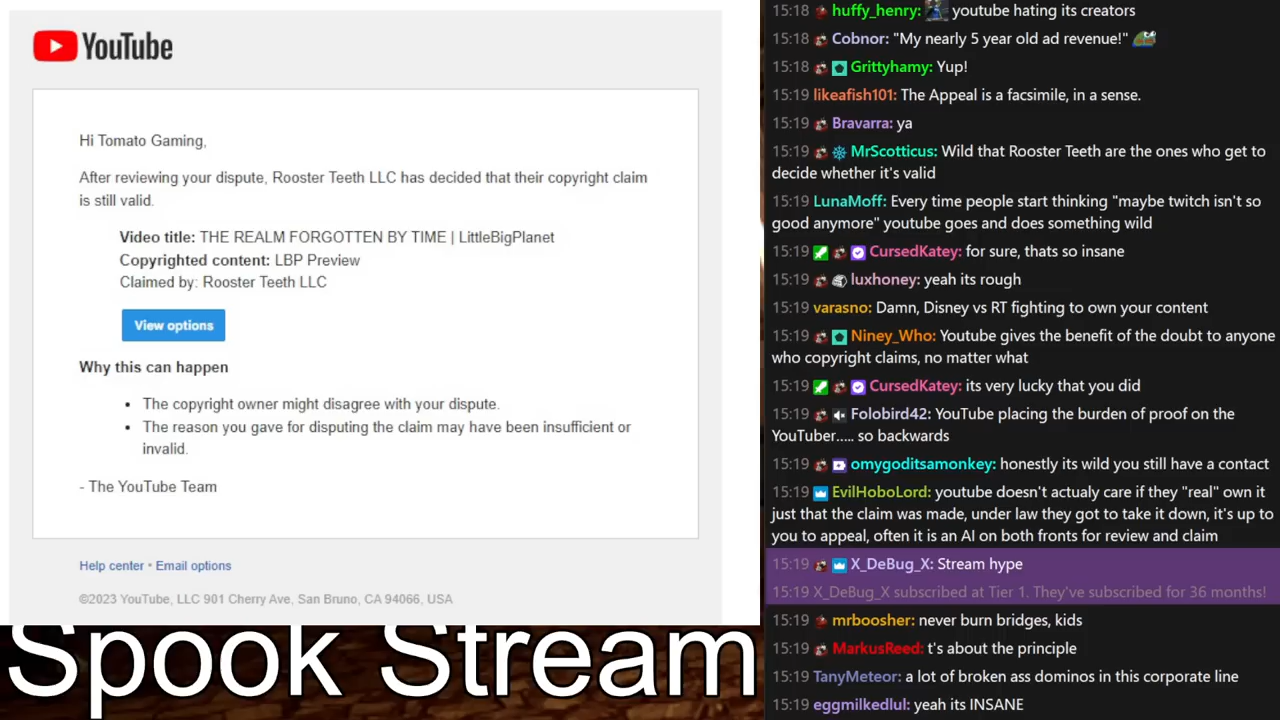 YouTube
Hi Tomato Gaming,
After reviewing your dispute, Rooster Teeth LLC has decided that their copyright claim
is still valid.
Video title: THE REALM FORGOTTEN BY TIME | LittleBigPlanet
Copyrighted content: LBP Preview
Claimed by: Rooster Teeth LLC
View options
Why this can happen
• The copyright owner might disagree with your dispute.
• The reason you gave for disputing the claim may have been insufficient or
invalid.
- The YouTube Team
Help center • Email options
©2023 YouTube, LLC 901 Cherry Ave, San Bruno, CA 94066, USA
Spook Stream
15:18 huffy_henry: youtube hating its creators
15:18 Cobnor: "My nearly 5 year old ad revenue!"
15:18 Grittyhamy: Yup!
15:19 likeafish101: The Appeal is a facsimile, in a sense.
15:19 Bravarra: ya
15:19 MrScotticus: Wild that Rooster Teeth are the ones who get to
decide whether it's valid
15:19 LunaMoff: Every time people start thinking "maybe twitch isn't so
good anymore" youtube goes and does something wild
15:19 CursedKatey: for sure, thats so insane
15:19 luxhoney: yeah its rough
15:19 varasno: Damn, Disney vs RT fighting to own your content
15:19 Niney_Who: Youtube gives the benefit of the doubt to anyone
who copyright claims, no matter what
15:19 CursedKatey: its very lucky that you did
15:19 Folobird42: YouTube placing the burden of proof on the
YouTuber..... so backwards
15:19 omygoditsamonkey: honestly its wild you still have a contact
15:19 EvilHoboLord: youtube doesn't actualy care if they "real" own it
just that the claim was made, under law they got to take it down, it's up to
you to appeal, often it is an AI on both fronts for review and claim
15:19 X_DeBug_X: Stream hype
15:19 X_DeBug_X subscribed at Tier 1. They've subscribed for 36 months!
15:19 mrboosher: never burn bridges, kids
15:19 MarkusReed: t's about the principle
15:19 TanyMeteor: a lot of broken ass dominos in this corporate line
15:19 eggmilkedlul: yeah its INSANE